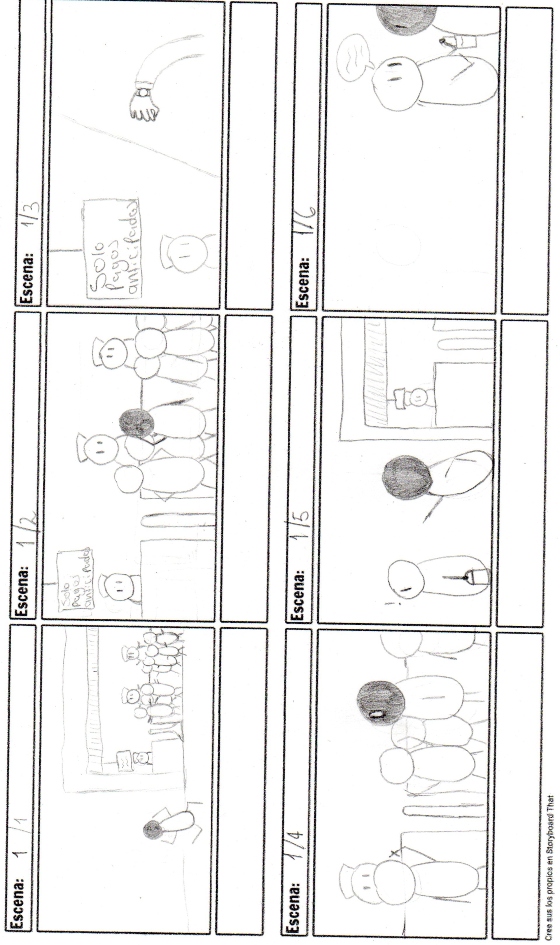 Escena: 1/1
Escena: 1/2
Solo
pagos
anticipados
Escena: 1/3
Solo
pagos
anticipados
Escena: 1/4
Escena: 1/5
!
Escena: 1/6
Cree sus los propios en Storyboard That